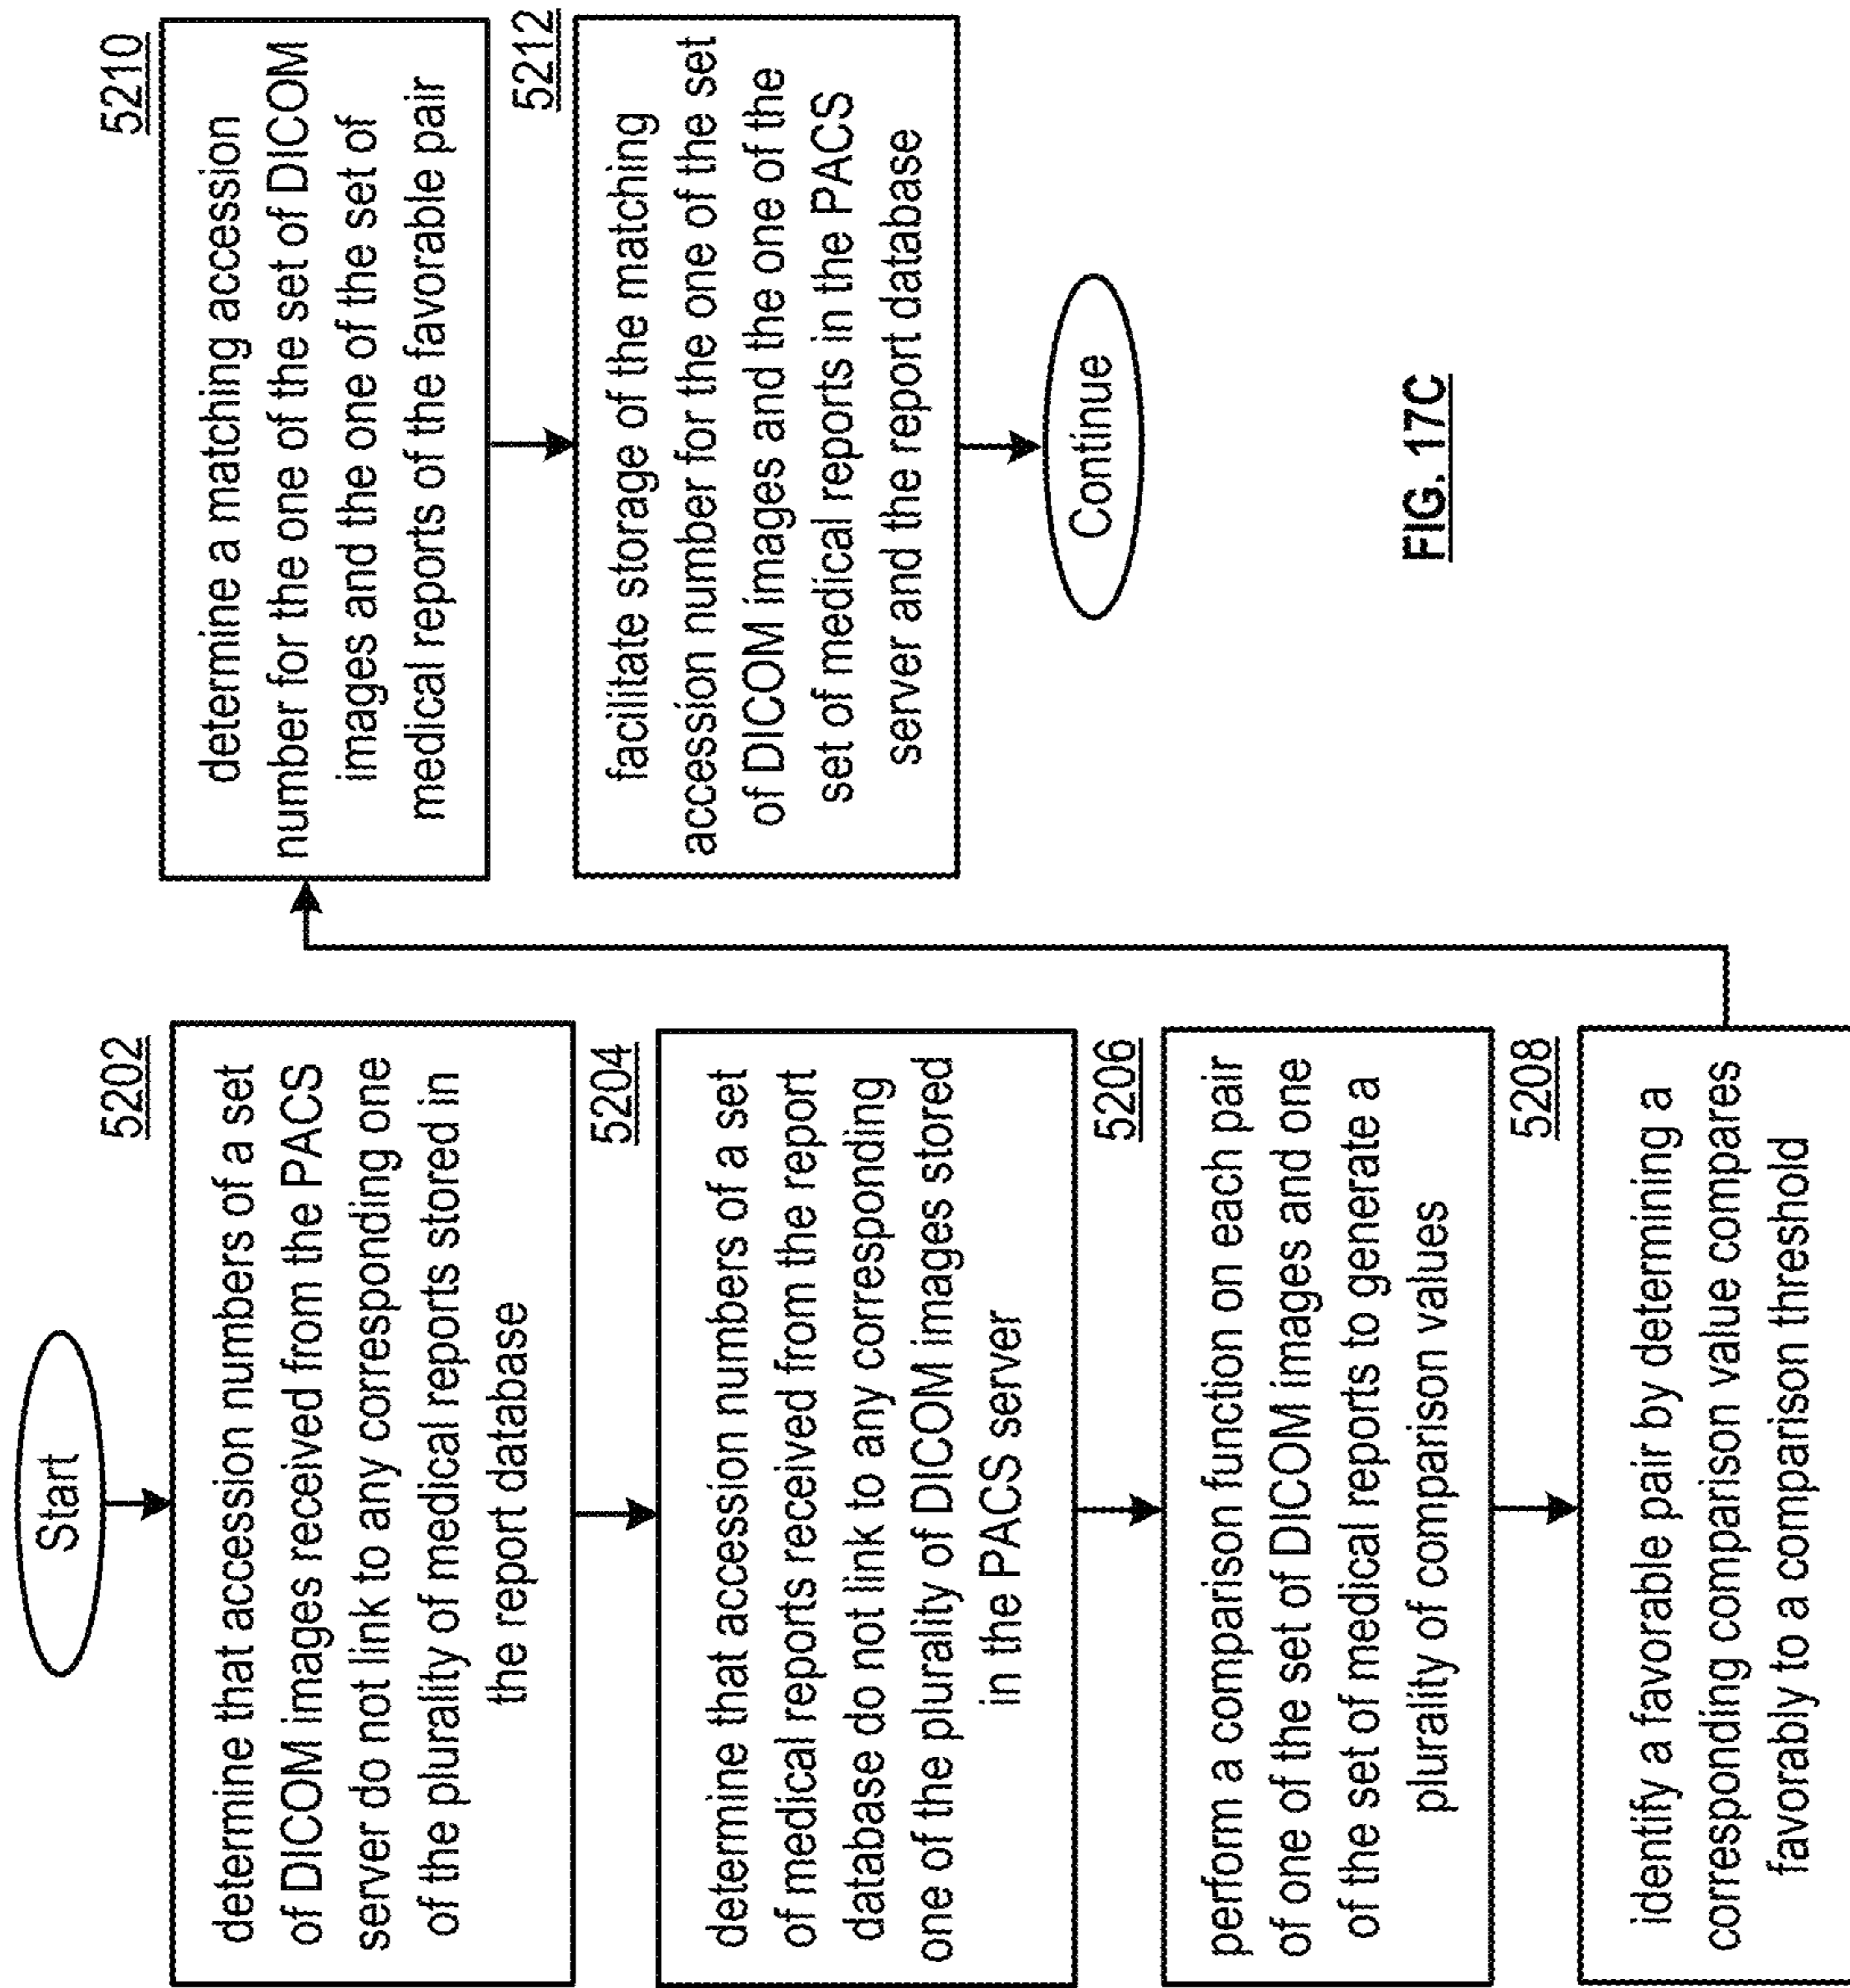 Start
5202
determine that accession numbers of a set
of DICOM images received from the PACS
server do not link to any corresponding one
of the plurality of medical reports stored in
the report database
5204
determine that accession numbers of a set
of medical reports received from the report
database do not link to any corresponding
one of the plurality of DICOM images stored
in the PACS server
5206
perform a comparison function on each pair
of one of the set of DICOM images and one
of the set of medical reports to generate a
plurality of comparison values
5208
identify a favorable pair by determining a
corresponding comparison value compares
favorably to a comparison threshold
5210
determine a matching accession
number for the one of the set of DICOM
images and the one of the set of
medical reports of the favorable pair
5212
facilitate storage of the matching
accession number for the one of the set
of DICOM images and the one of the
set of medical reports in the PACS
server and the report database
Continue
FIG. 17C